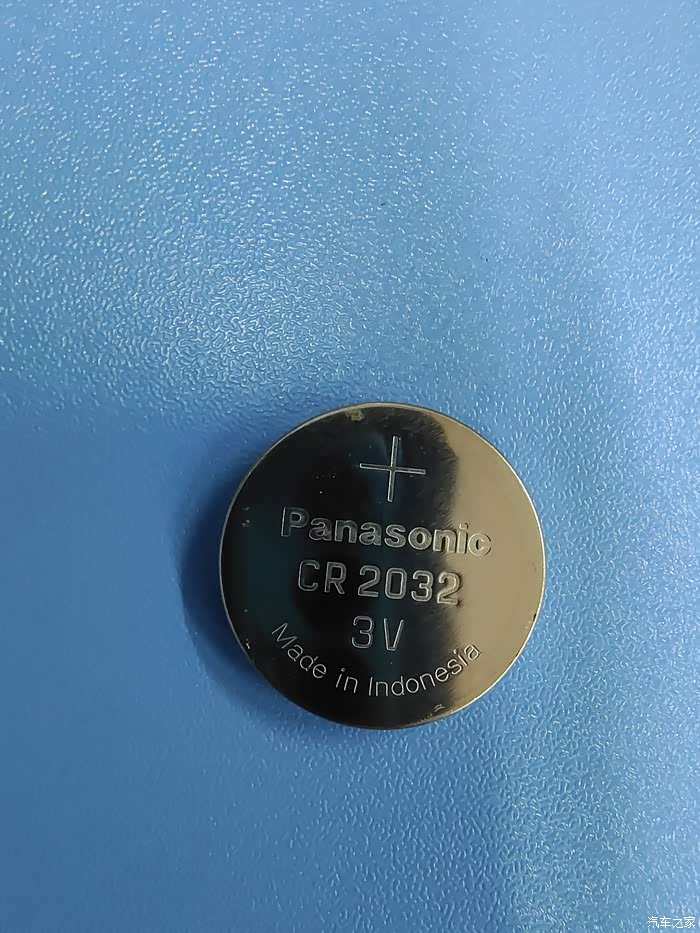 +
Panasonic
CR 2032
3V
Made in Indonesia
汽车之家